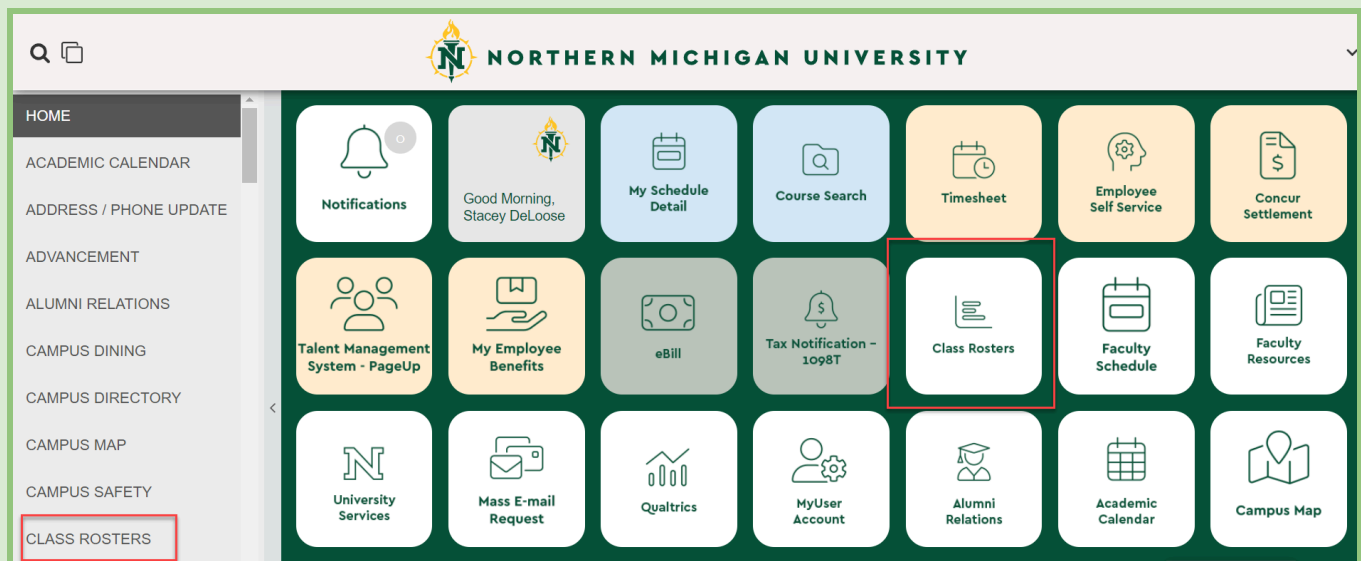 N NORTHERN MICHIGAN UNIVERSITY
HOME
ACADEMIC CALENDAR
ADDRESS / PHONE UPDATE
ADVANCEMENT
ALUMNI RELATIONS
CAMPUS DINING
CAMPUS DIRECTORY
CAMPUS MAP
CAMPUS SAFETY
CLASS ROSTERS
0
Notifications
N
Good Morning,
Stacey DeLoose
My Schedule
Detail
Course Search
Timesheet
Employee
Self Service
$
Concur
Settlement
Talent Management
System - PageUp
My Employee
Benefits
eBill
$
Tax Notification –
1098T
Class Rosters
Faculty
Schedule
Faculty
Resources
N
University
Services
Mass E-mail
Request
Qualtrics
MyUser
Account
Alumni
Relations
Academic
Calendar
Campus Map